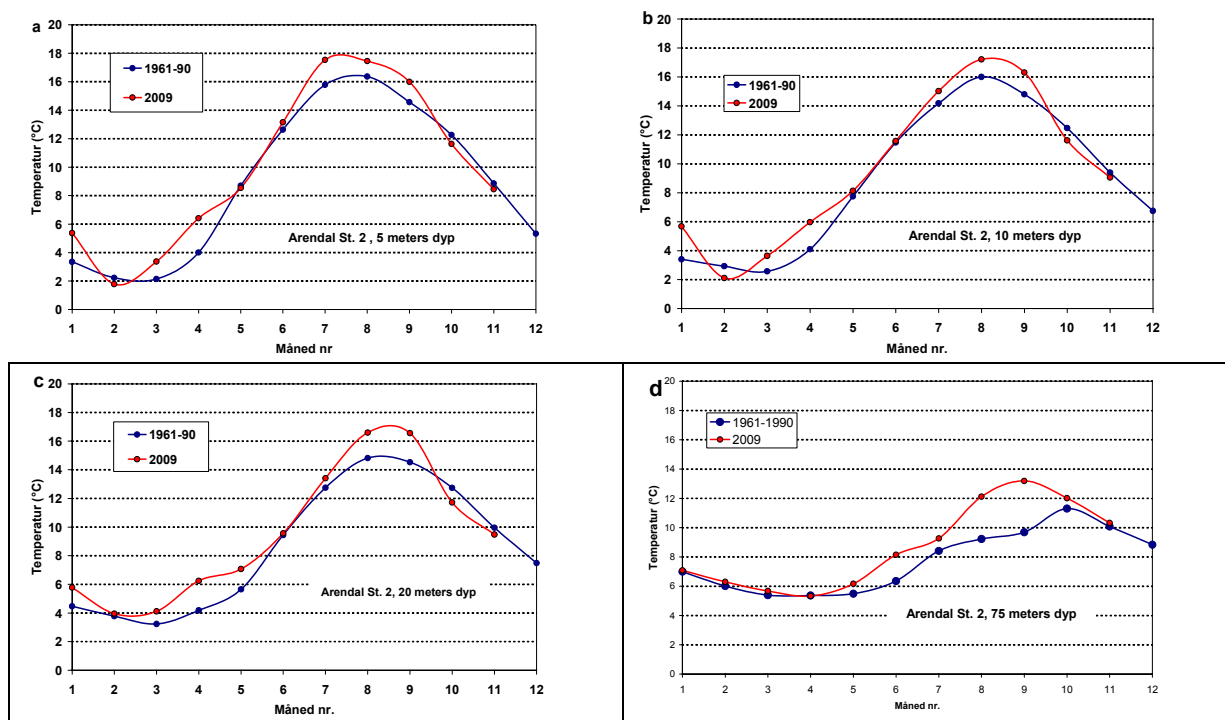 a
20
18
16
14
12
10
8
6
4
2
0
Temperatur (°C)
1961-90
2009
Arendal St. 2 , 5 meters dyp
1 2 3 4 5 6 7 8 9 10 11 12
Måned nr
b
20
18
16
14
12
10
8
6
4
2
0
Temperatur (°C)
1961-90
2009
Arendal St. 2, 10 meters dyp
1 2 3 4 5 6 7 8 9 10 11 12
Måned nr.
c
20
18
16
14
12
10
8
6
4
2
0
Temperatur (°C)
1961-90
2009
Arendal St. 2, 20 meters dyp
1 2 3 4 5 6 7 8 9 10 11 12
Måned nr.
d
20
18
16
14
12
10
8
6
4
2
0
Temperatur (°C)
1961-1990
2009
Arendal St. 2, 75 meters dyp
1 2 3 4 5 6 7 8 9 10 11 12
Måned nr.